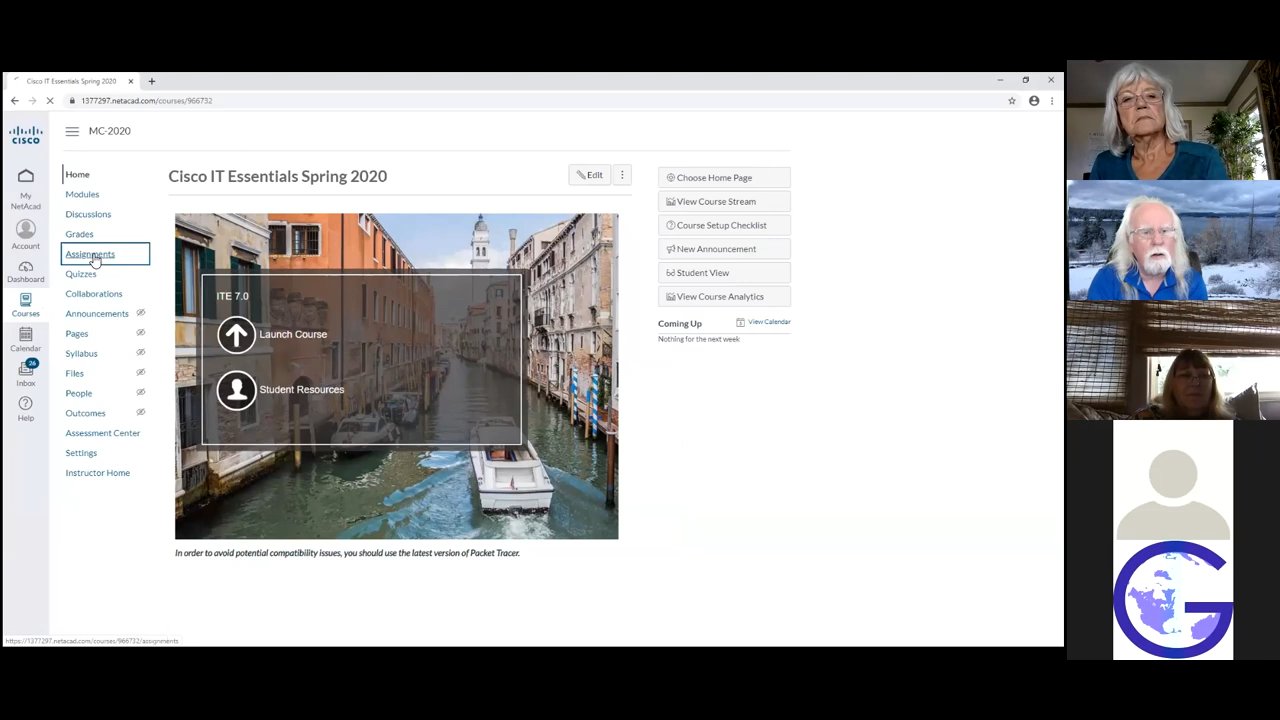 Cisco IT Essentials Spring 2020
1377297.netacad.com/courses/966732
CISCO
MC-2020
My
NetAcad
Account
Dashboard
Courses
Calendar
26
Inbox
Help
Home
Modules
Discussions
Grades
Assignments
Quizzes
Collaborations
Announcements
Pages
Syllabus
Files
People
Outcomes
Assessment Center
Settings
Instructor Home
Cisco IT Essentials Spring 2020
Edit
ITE 7.0
Launch Course
Student Resources
In order to avoid potential compatibility issues, you should use the latest version of Packet Tracer.
Choose Home Page
View Course Stream
Course Setup Checklist
New Announcement
Student View
View Course Analytics
Coming Up
View Calendar
Nothing for the next week
https://1377297.netacad.com/courses/966732/assignments
G